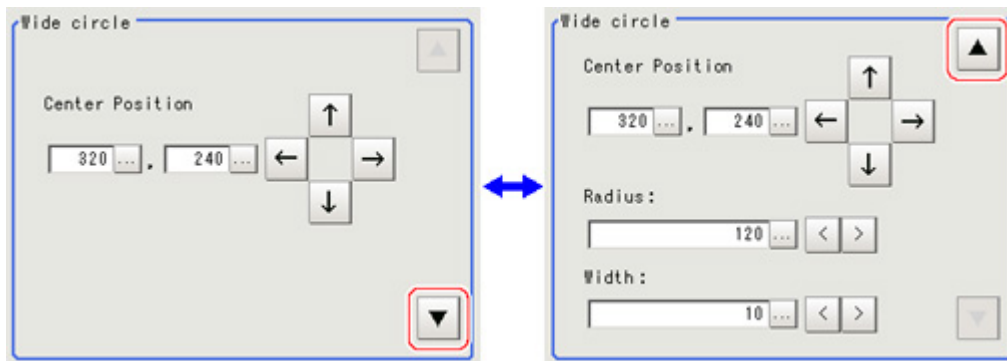 Wide circle
Center Position
320 ... , 240 ... ← ↑ → ↓
▲
▼
Wide circle
Center Position
320 ... , 240 ... ← ↑ → ↓
Radius:
120 ... < >
Width:
10 ... < >
▲
▼